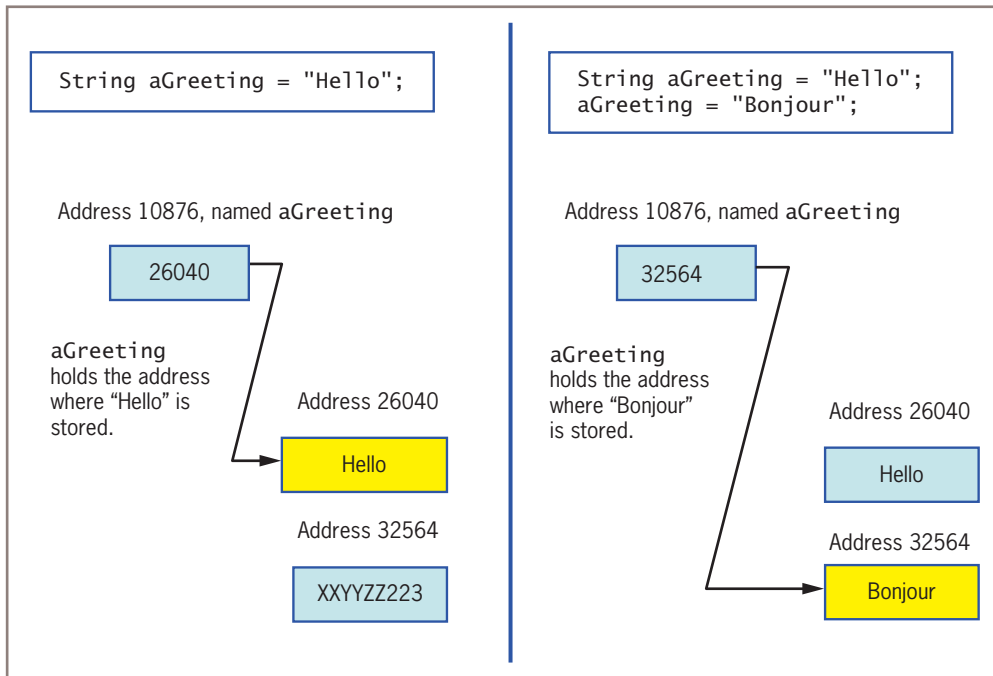 String aGreeting = "Hello";
Address 10876, named aGreeting
26040
aGreeting
holds the address
where “Hello” is
stored.
Address 26040
Hello
Address 32564
XXYYZZ223
String aGreeting = "Hello";
aGreeting = "Bonjour";
Address 10876, named aGreeting
32564
aGreeting
holds the address
where “Bonjour”
is stored.
Address 26040
Hello
Address 32564
Bonjour